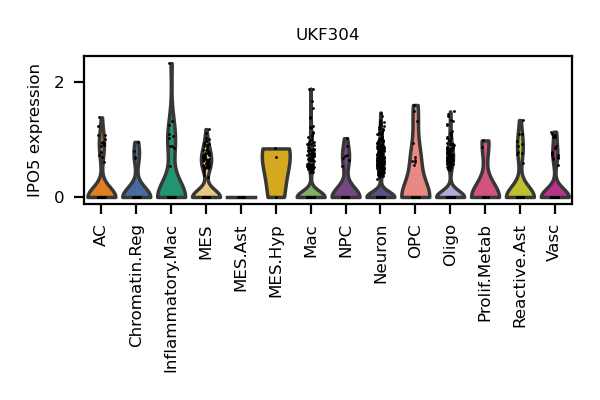 UKF304
IPO5 expression
2
0
AC
Chromatin.Reg
Inflammatory.Mac
MES
MES.Ast
MES.Hyp
Mac
NPC
Neuron
OPC
Oligo
Prolif.Metab
Reactive.Ast
Vasc